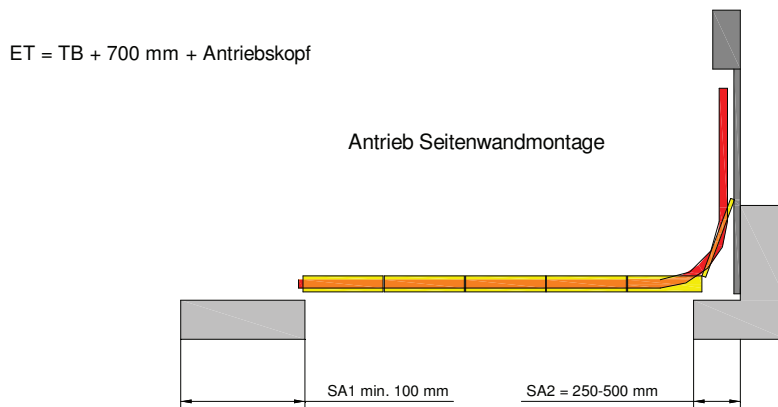 ET = TB + 700 mm + Antriebskopf
Antrieb Seitenwandmontage
SA1 min. 100 mm
SA2 = 250-500 mm